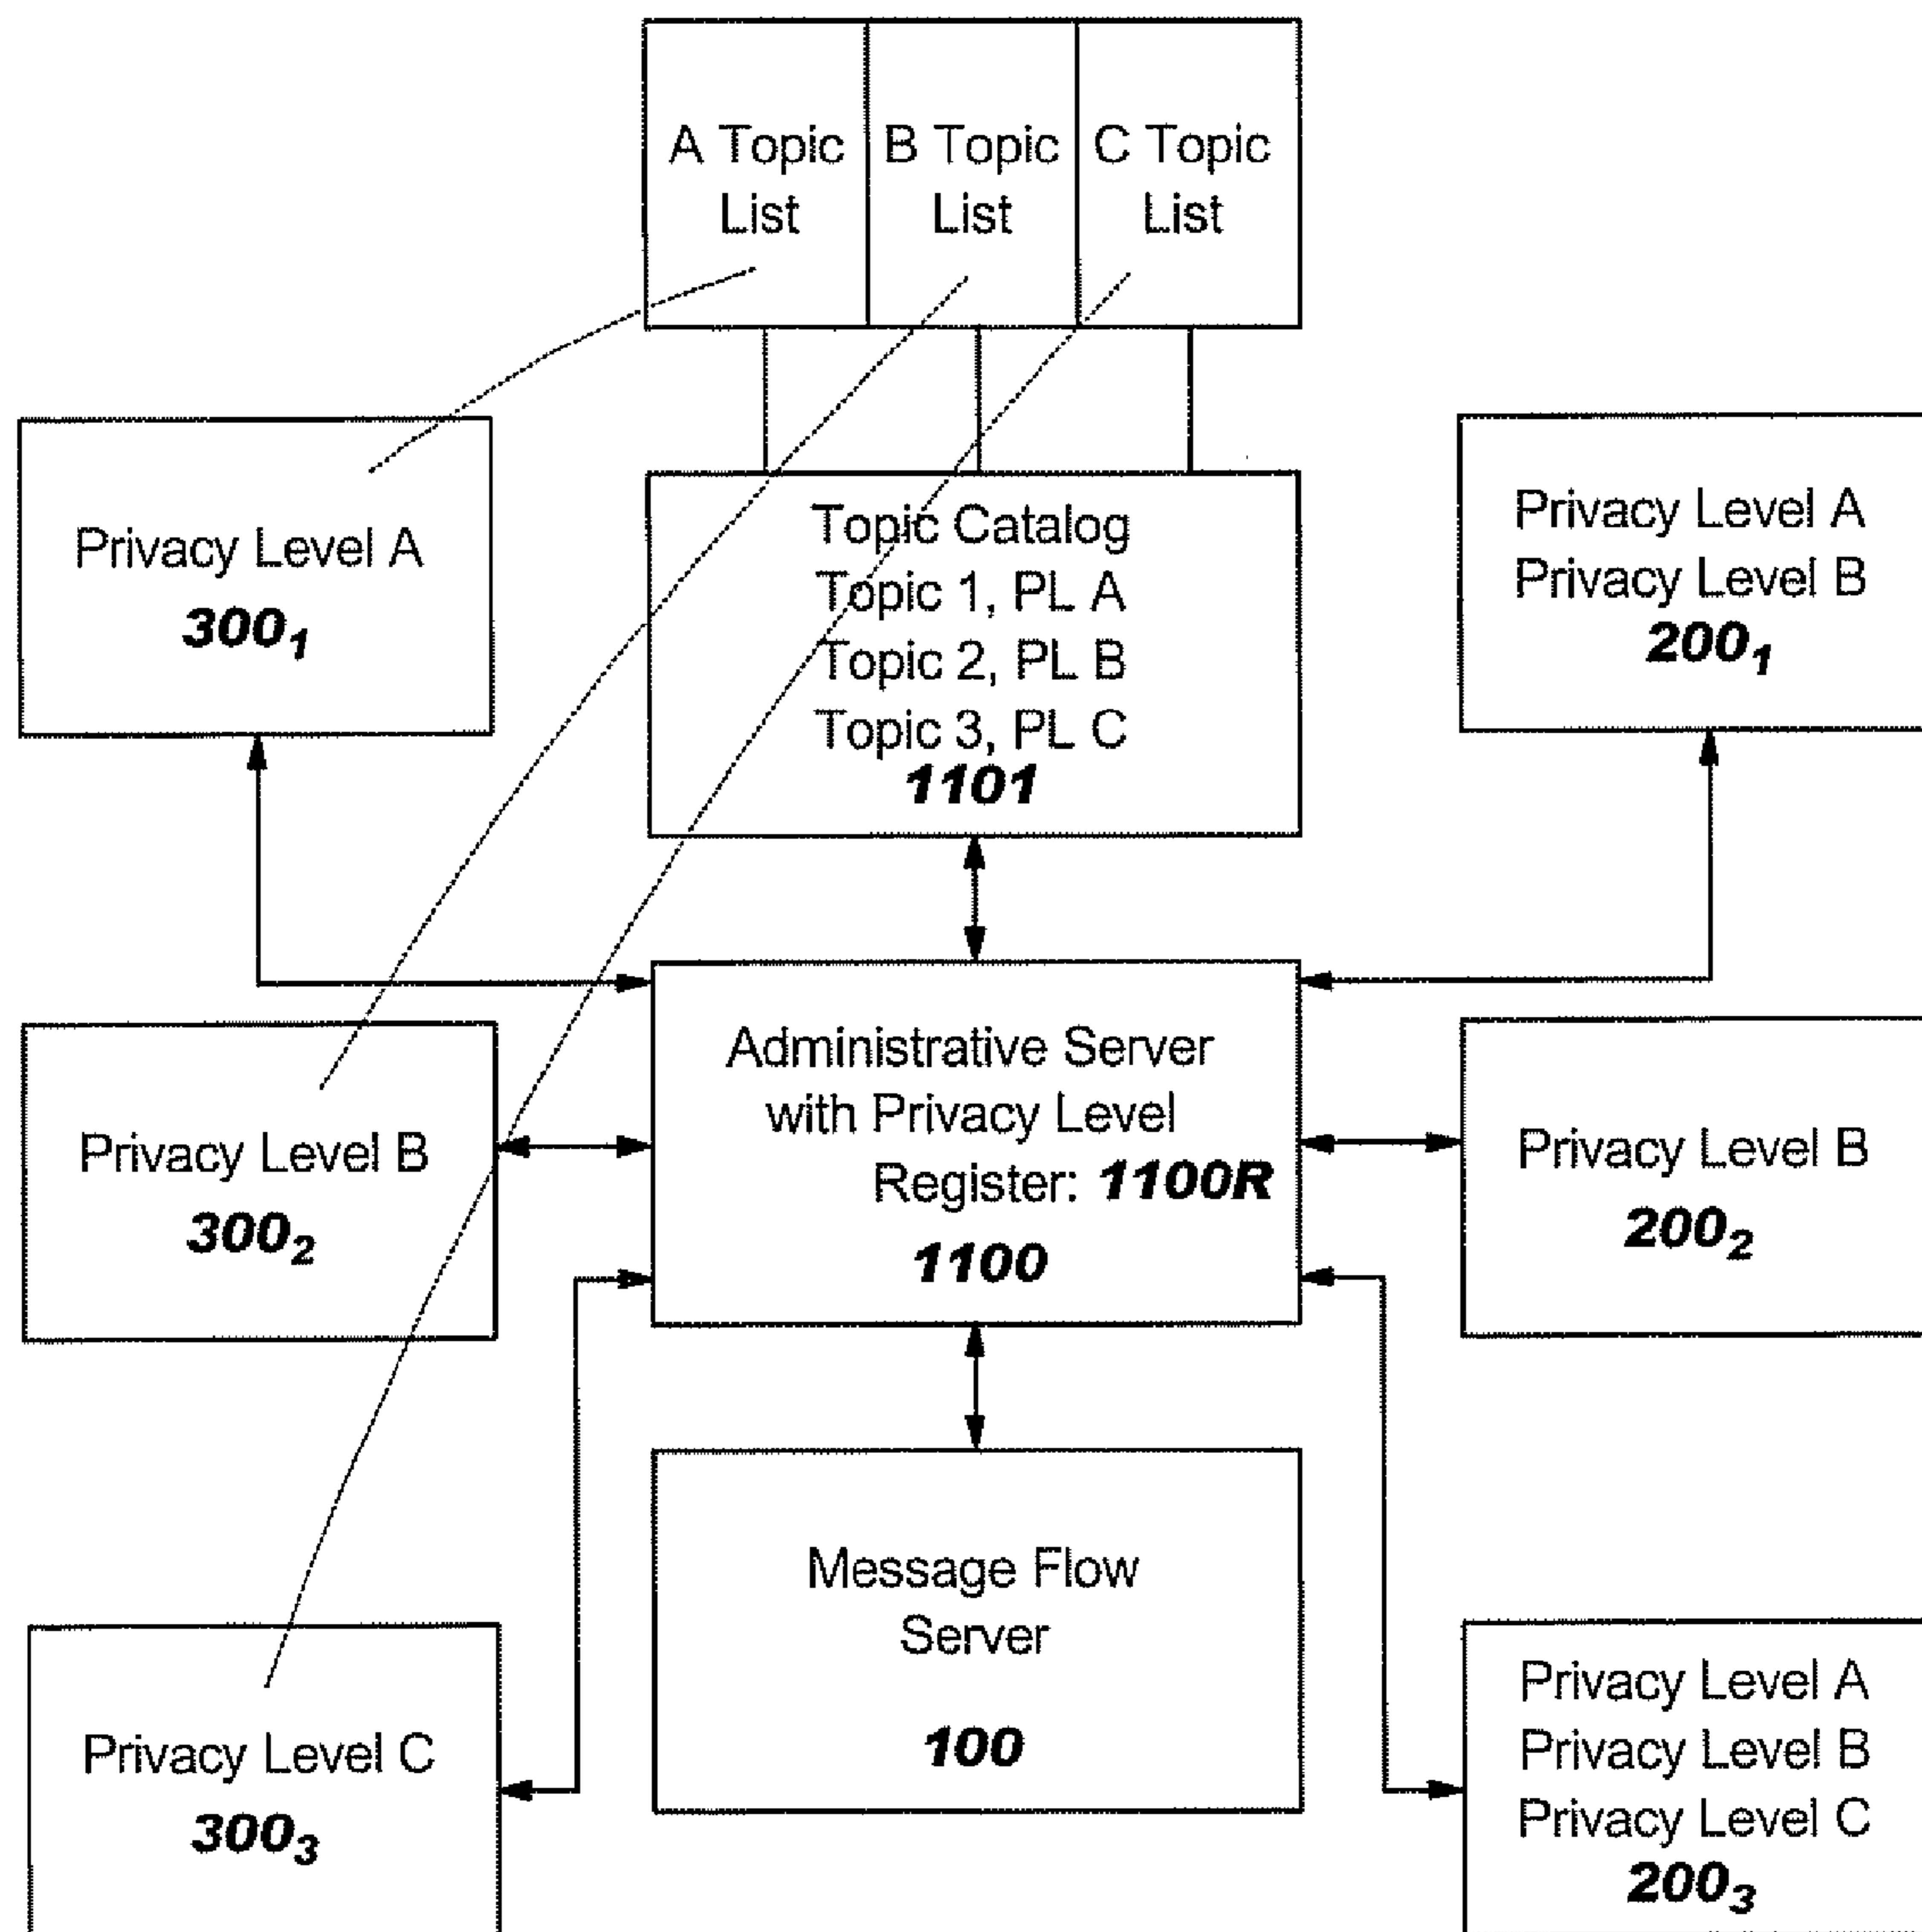 A Topic
List
B Topic
List
C Topic
List
Privacy Level A
300₁
Topic Catalog
Topic 1, PL A
Topic 2, PL B
Topic 3, PL C
1101
Privacy Level A
Privacy Level B
200₁
Privacy Level B
300₂
Administrative Server
with Privacy Level
Register: 1100R
1100
Privacy Level B
200₂
Privacy Level C
300₃
Message Flow
Server
100
Privacy Level A
Privacy Level B
Privacy Level C
200₃